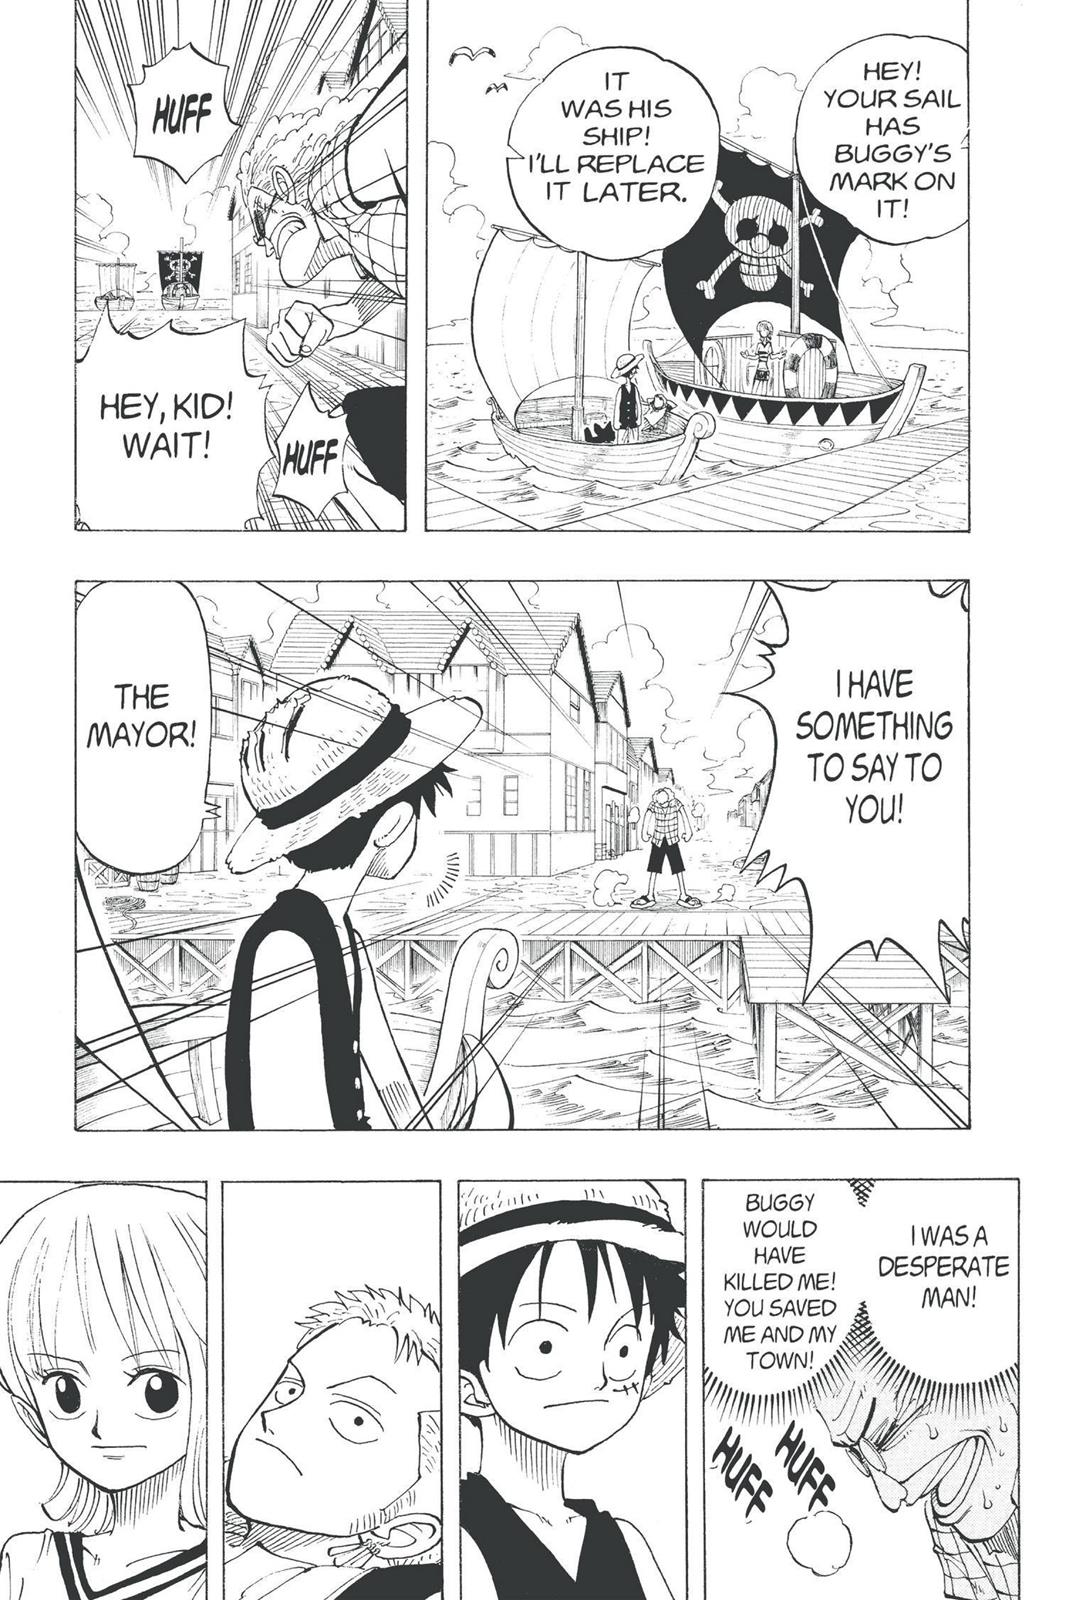 HEY!
YOUR SAIL
HAS
BUGGY'S
MARK ON
IT!
IT
WAS HIS
SHIP!
I'LL REPLACE
IT LATER.
HUFF
HEY, KID!
WAIT!
HUFF
I HAVE
SOMETHING
TO SAY TO
YOU!
THE
MAYOR!
I WAS A
DESPERATE
MAN!
BUGGY
WOULD
HAVE
KILLED ME!
YOU SAVED
ME AND MY
TOWN!
HUFF
HUFF